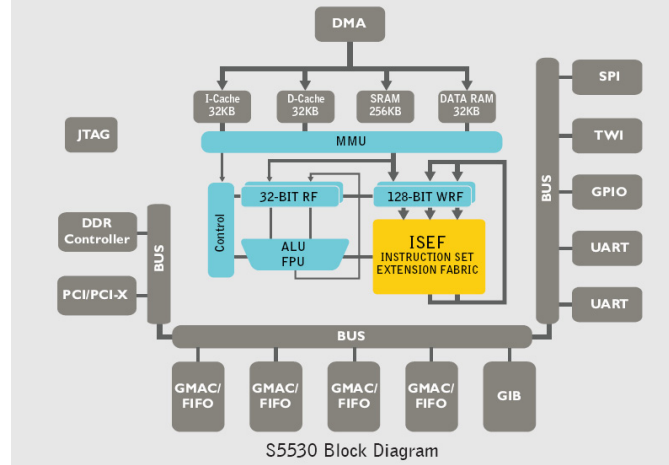 DMA
I-Cache
32KB
D-Cache
32KB
SRAM
256KB
DATA RAM
32KB
SPI
JTAG
MMU
TWI
BUS
32-BIT RF
128-BIT WRF
GPIO
Control
DDR
Controller
BUS
ALU
FPU
ISEF
INSTRUCTION SET
EXTENSION FABRIC
UART
PCI/PCI-X
UART
BUS
GMAC/
FIFO
GMAC/
FIFO
GMAC/
FIFO
GMAC/
FIFO
GIB
S5530 Block Diagram